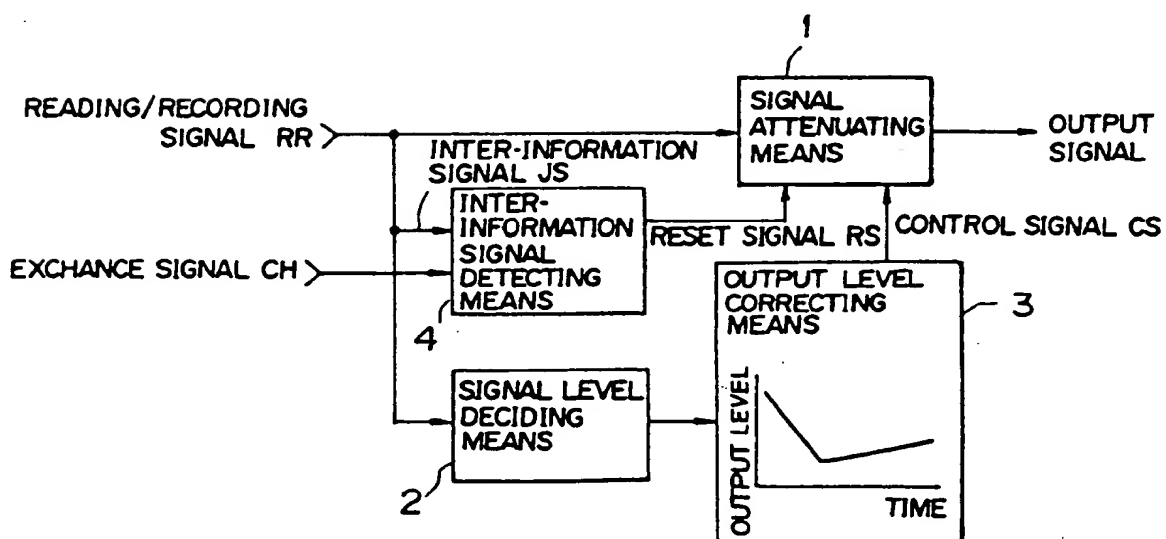 1
READING/RECORDING
SIGNAL RR
SIGNAL
ATTENUATING
MEANS
OUTPUT
SIGNAL
INTER-INFORMATION
SIGNAL JS
INTER-
INFORMATION
SIGNAL
DETECTING
MEANS
4
RESET SIGNAL RS
CONTROL SIGNAL CS
EXCHANCE SIGNAL CH
OUTPUT LEVEL
CORRECTING
MEANS
3
SIGNAL LEVEL
DECIDING
MEANS
2
OUTPUT LEVEL
TIME